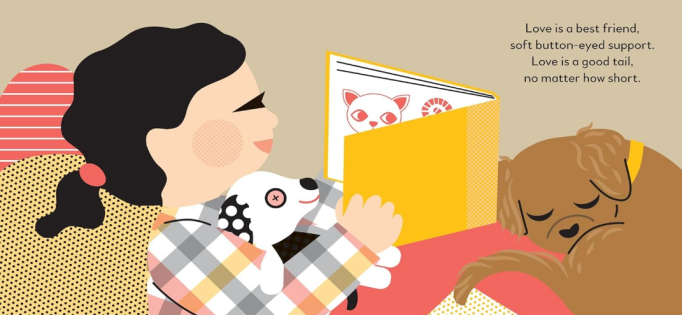 Love is a best friend,
soft button-eyed support.
Love is a good tail,
no matter how short.